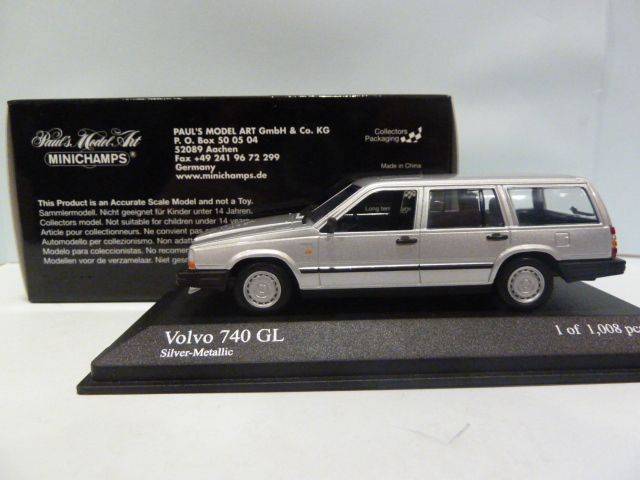 Paul's Model Art
MINICHAMPS
PAUL'S MODEL ART GmbH & Co. KG
P. O. Box 50 05 04
52089 Aachen
Fax +49 241 96 72 299
Germany
www.minichamps.de
Collectors
Packaging
Made in China
This Product is an Accurate Scale Model and not a Toy.
Sammlermodell. Nicht geeignet für Kinder unter 14 Jahren.
Collectors model. Not suitable for children under 14 years
Article pour collectionneurs. Ne convient pas
Automodello per collezionismo. Non adatt
Modelo para coleccionistas. No recomen
Modellen voor de verzamelaar. Niet gesc
Volvo 740 GL
Silver-Metallic
1 of 1,008 pc